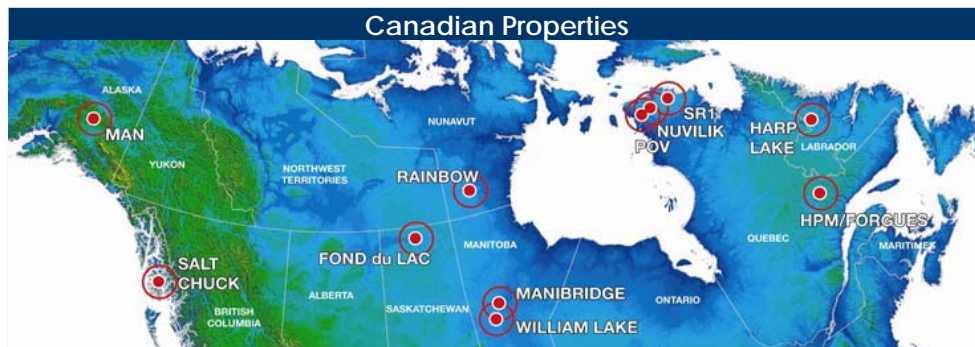 Canadian Properties
ALASKA
MAN
YUKON
NORTHWEST
TERRITORIES
NUNAVUT
SR1
NUVILIK
POV
HARP
LAKE
LABRADOR
RAINBOW
HPM/FORGUES
FOND du LAC
MANITOBA
QUEBEC
MARITIMES
SALT
CHUCK
ALBERTA
SASKATCHEWAN
MANIBRIDGE
ONTARIO
BRITISH
COLUMBIA
WILLIAM LAKE